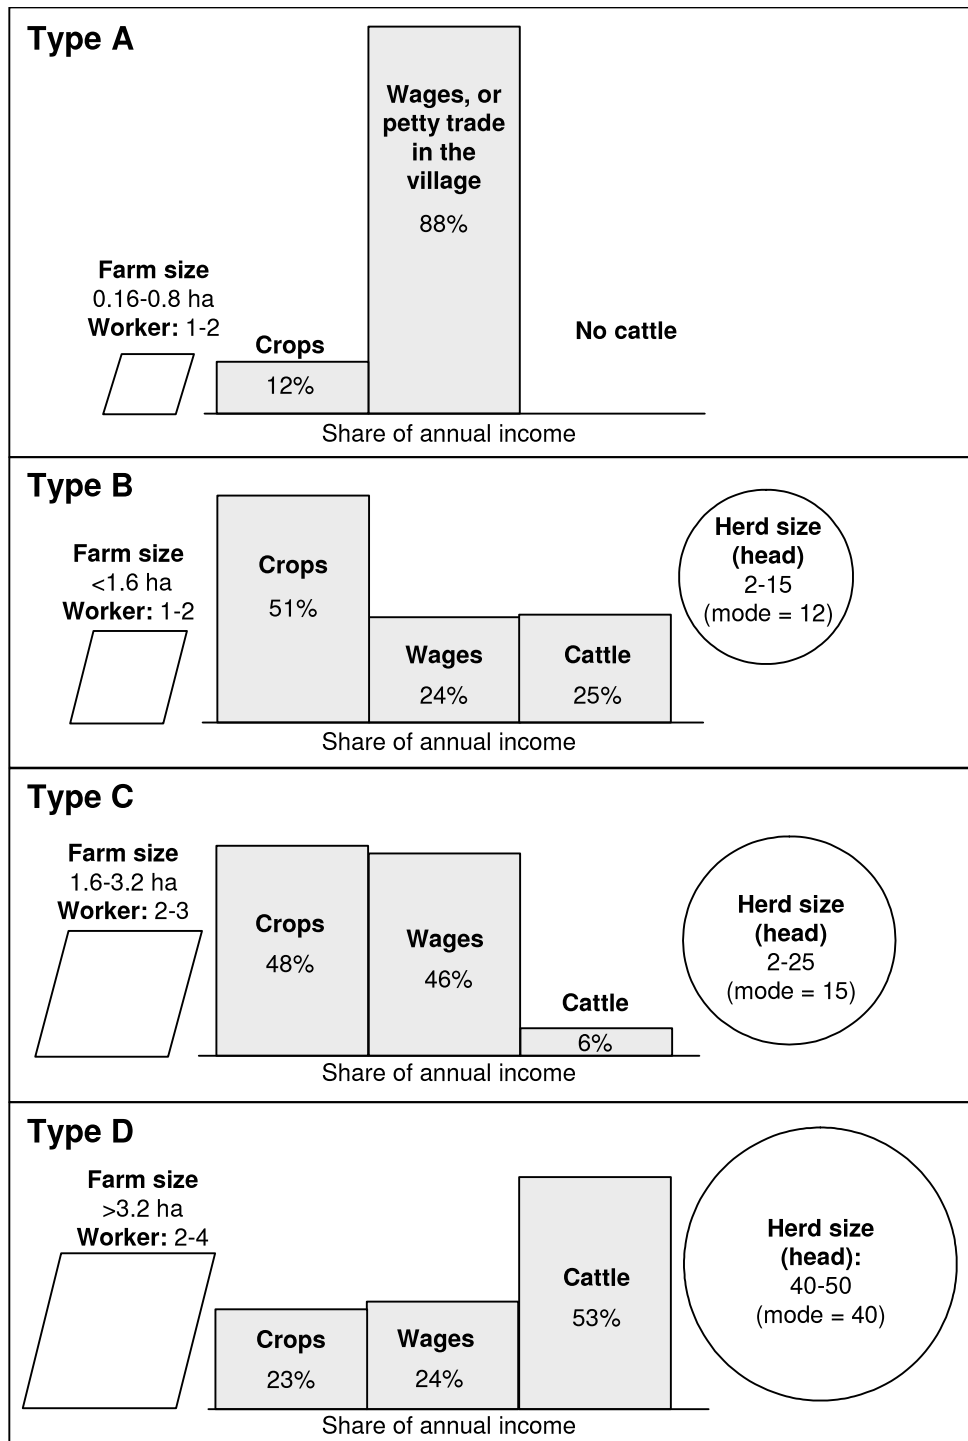 Type A
Wages, or
petty trade
in the
village
88%
Farm size
0.16-0.8 ha
Worker: 1-2
Crops
12%
No cattle
Share of annual income
Type B
Farm size
<1.6 ha
Worker: 1-2
Crops
51%
Wages
24%
Cattle
25%
Herd size
(head)
2-15
(mode = 12)
Share of annual income
Type C
Farm size
1.6-3.2 ha
Worker: 2-3
Crops
48%
Wages
46%
Cattle
6%
Herd size
(head)
2-25
(mode = 15)
Share of annual income
Type D
Farm size
>3.2 ha
Worker: 2-4
Crops
23%
Wages
24%
Cattle
53%
Herd size
(head):
40-50
(mode = 40)
Share of annual income